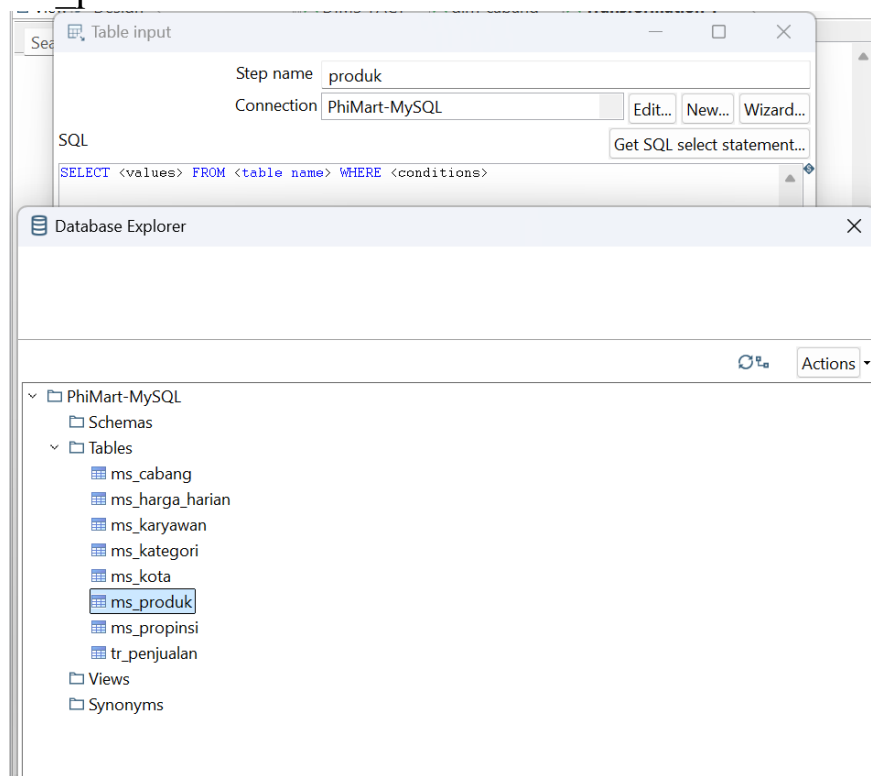 Sea
Table input
Step name produk
Connection PhiMart-MySQL Edit... New... Wizard...
SQL Get SQL select statement...
SELECT <values> FROM <table name> WHERE <conditions>
Database Explorer
Actions
PhiMart-MySQL
Schemas
Tables
ms_cabang
ms_harga_harian
ms_karyawan
ms_kategori
ms_kota
ms_produk
ms_propinsi
tr_penjualan
Views
Synonyms